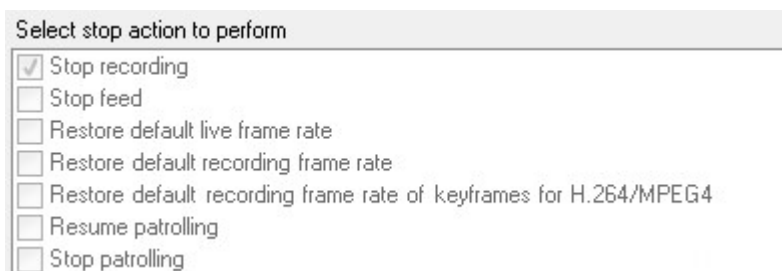 Select stop action to perform
Stop recording
Stop feed
Restore default live frame rate
Restore default recording frame rate
Restore default recording frame rate of keyframes for H.264/MPEG4
Resume patrolling
Stop patrolling